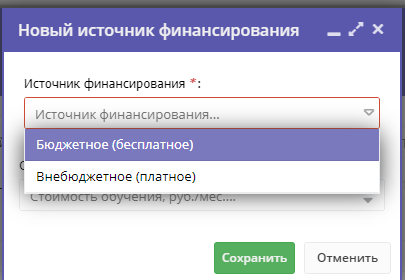 Новый источник финансирования
Источник финансирования *:
Источник финансирования...
Бюджетное (бесплатное)
Внебюджетное (платное)
Стоимость обучения, руб./мес....
Сохранить
Отменить